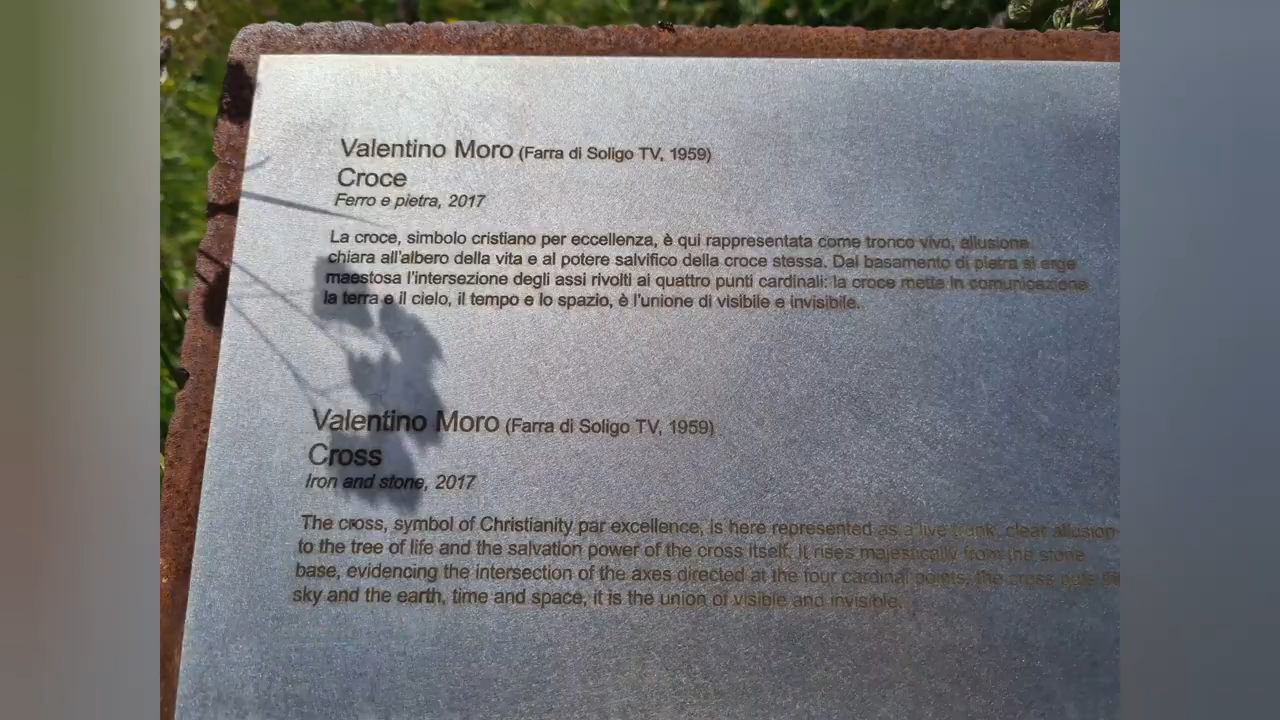 Valentino Moro (Farra di Soligo TV, 1959)
Croce
Ferro e pietra, 2017
La croce, simbolo cristiano per eccellenza, è qui rappresentata come tronco vivo, allusione
chiara all'albero della vita e al potere salvifico della croce stessa. Dal basamento di pietra si erge
maestosa l'intersezione degli assi rivolti ai quattro punti cardinali: la croce mette in comunicazione
la terra e il cielo, il tempo e lo spazio, è l'unione di visibile e invisibile.
Valentino Moro (Farra di Soligo TV, 1959)
Cross
Iron and stone, 2017
The cross, symbol of Christianity par excellence, is here represented as a live trunk, clear allusion
to the tree of life and the salvation power of the cross itself. It rises majestically from the stone
base, evidencing the intersection of the axes directed at the four cardinal points, the cross puts
sky and the earth, time and space, it is the union of visible and invisible.